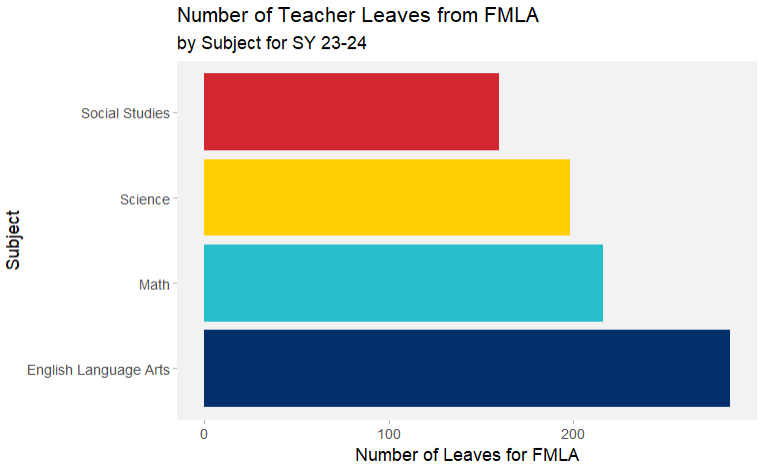 Number of Teacher Leaves from FMLA
by Subject for SY 23-24
Social Studies
Science
Math
English Language Arts
Subject
0 100 200
Number of Leaves for FMLA